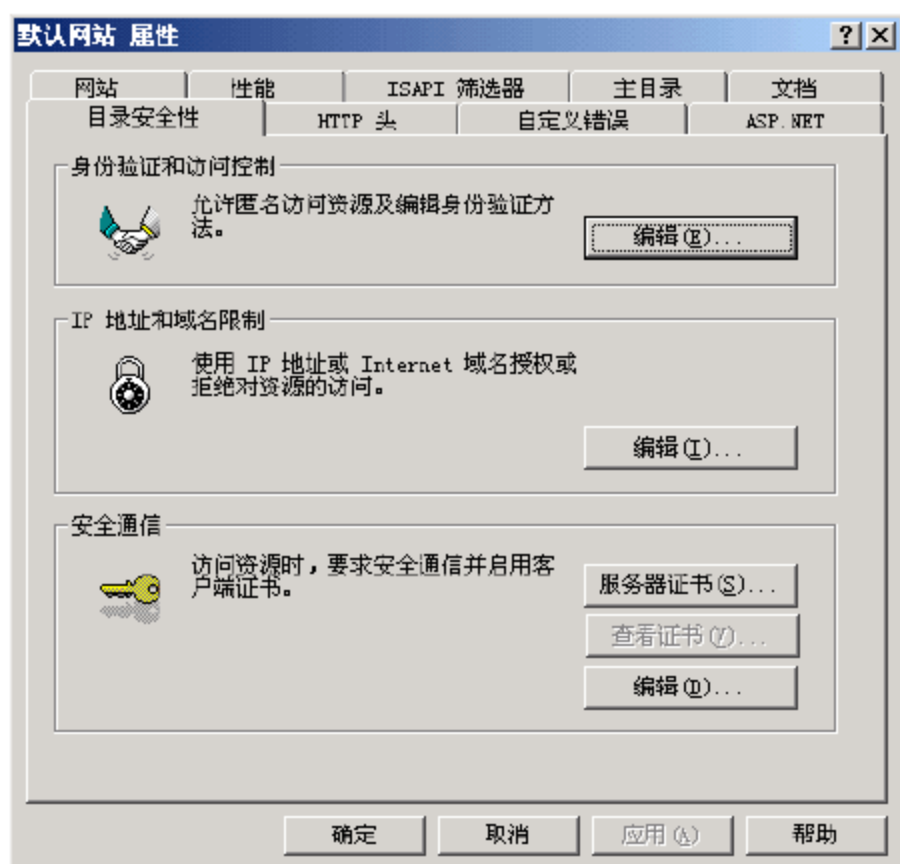 默认网站 属性
网站 性能 ISAPI 筛选器 主目录 文档
目录安全性 HTTP 头 自定义错误 ASP.NET
身份验证和访问控制
允许匿名访问资源及编辑身份验证方
法。
编辑(E)...
IP 地址和域名限制
使用 IP 地址或 Internet 域名授权或
拒绝对资源的访问。
编辑(I)...
安全通信
访问资源时，要求安全通信并启用客
户端证书。
服务器证书(S)...
查看证书(V)...
编辑(D)...
确定 取消 应用(A) 帮助